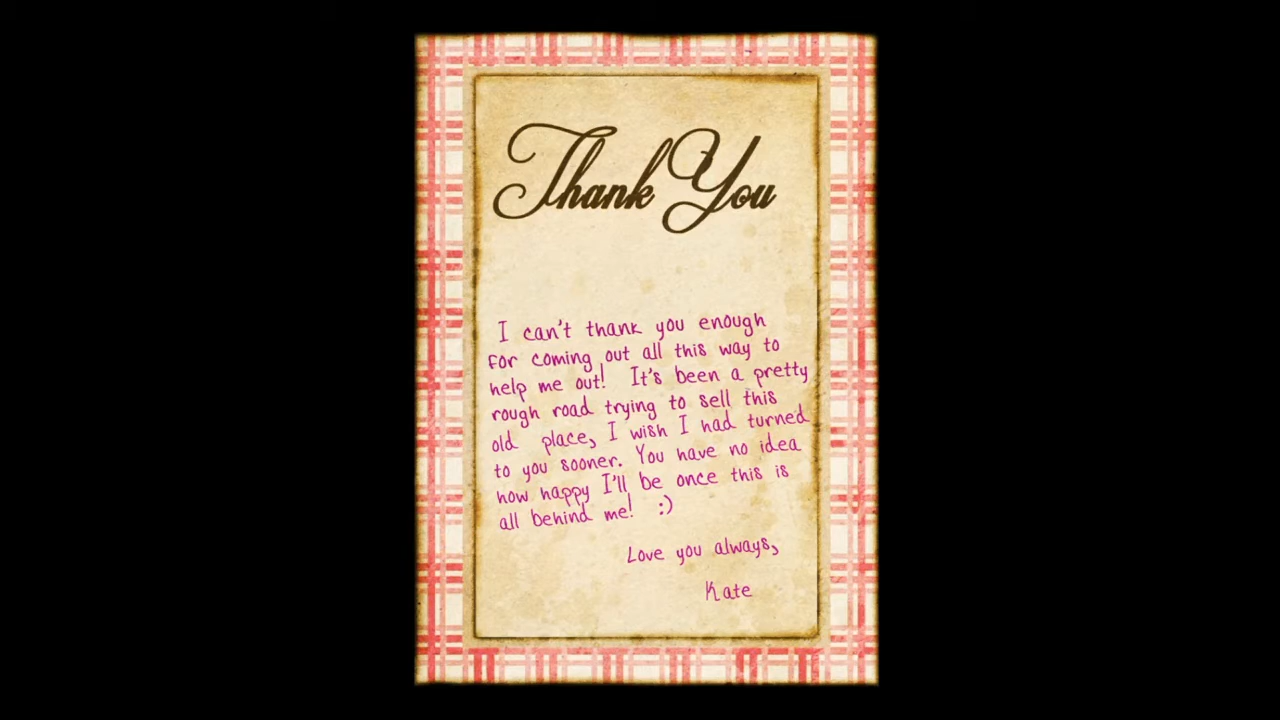 Thank You
I can't thank you enough
for coming out all this way to
help me out! It's been a pretty
rough road trying to sell this
old place, I wish I had turned
to you sooner. You have no idea
how happy I'll be once this is
all behind me! :)
Love you always,
Kate